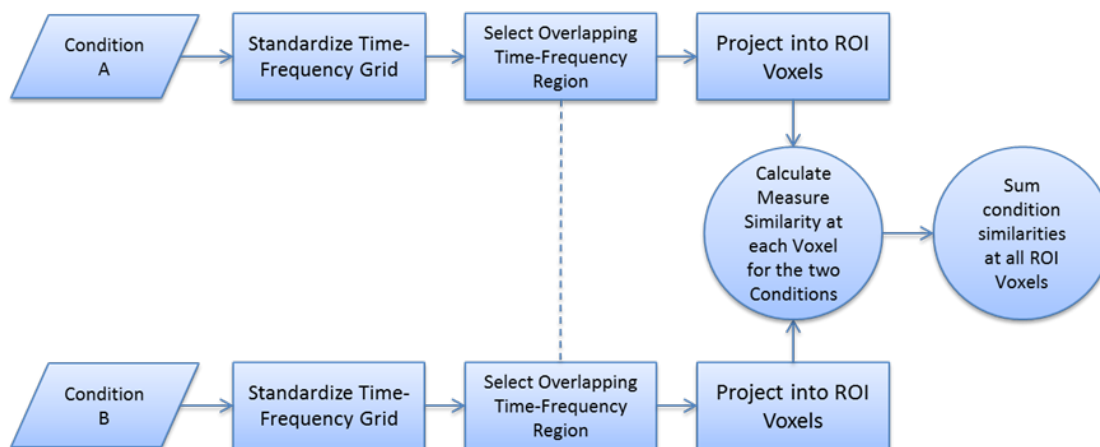 Condition
A
Standardize Time-
Frequency Grid
Select Overlapping
Time-Frequency
Region
Project into ROI
Voxels
Calculate
Measure
Similarity at
each Voxel
for the two
Conditions
Sum
condition
similarities
at all ROI
Voxels
Condition
B
Standardize Time-
Frequency Grid
Select Overlapping
Time-Frequency
Region
Project into ROI
Voxels